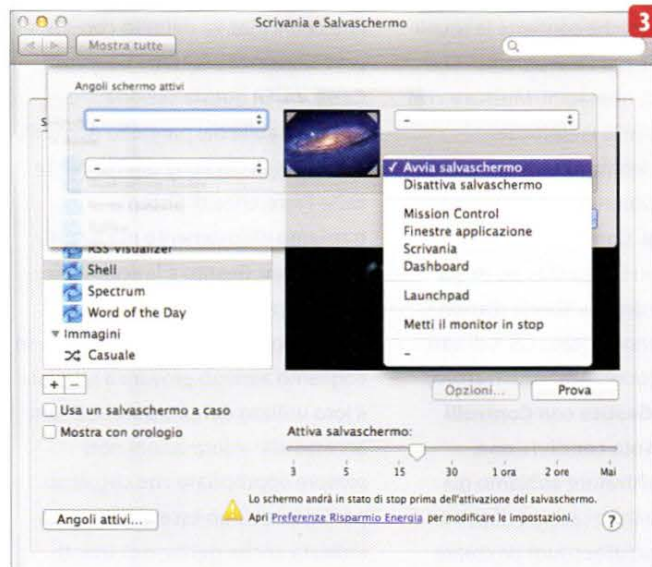 Scrivania e Salvaschermo
3
Mostra tutte
Angoli schermo attivi
–
–
–
✓ Avvia salvaschermo
Disattiva salvaschermo
Mission Control
Finestre applicazione
Scrivania
Dashboard
Launchpad
Metti il monitor in stop
–
RSS Visualizer
Shell
Spectrum
Word of the Day
Immagini
Casuale
+ –
Opzioni...
Prova
Usa un salvaschermo a caso
Mostra con orologio
Attiva salvaschermo:
3 5 15 30 1 ora 2 ore Mai
Angoli attivi...
Lo schermo andrà in stato di stop prima dell'attivazione del salvaschermo.
Apri Preferenze Risparmio Energia per modificare le impostazioni.
?